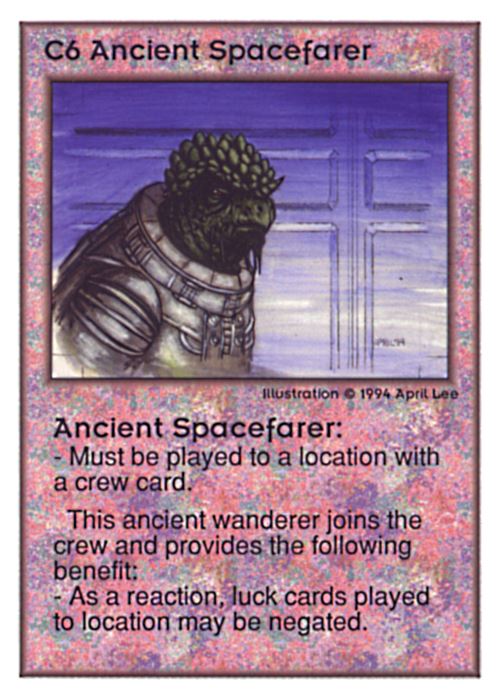 C6 Ancient Spacefarer
Illustration © 1994 April Lee
Ancient Spacefarer:
- Must be played to a location with
a crew card.
This ancient wanderer joins the
crew and provides the following
benefit:
- As a reaction, luck cards played
to location may be negated.